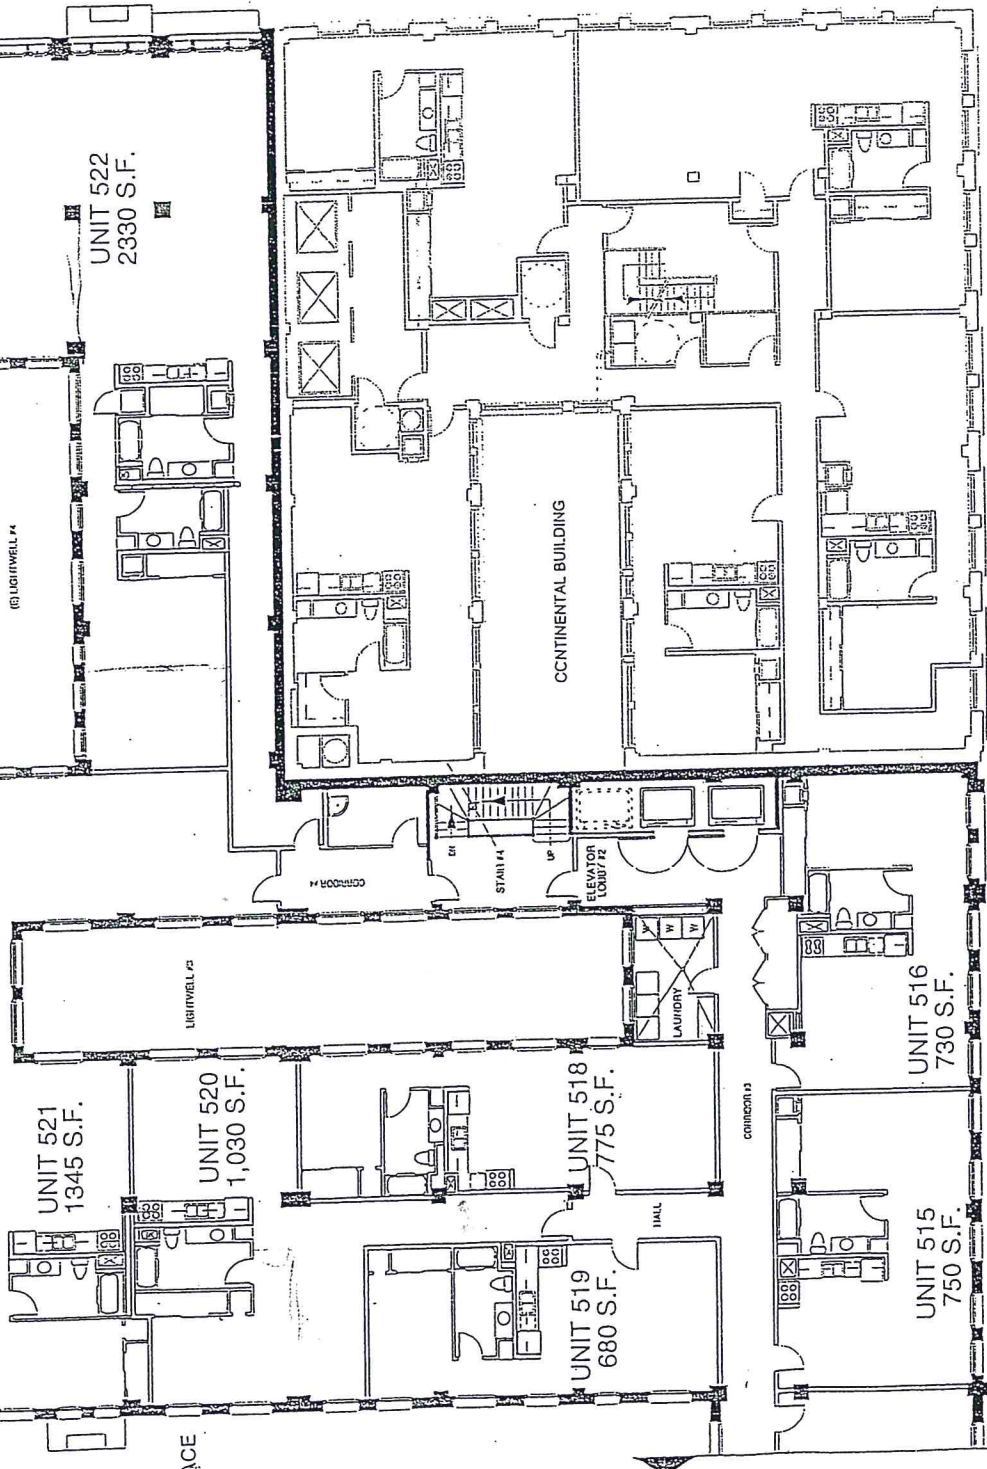 UNIT 522
2330 S.F.
(E) LIGHTWELL #4
CONTINENTAL BUILDING
CORRIDOR #4
DN
STAIR #4
UP
ELEVATOR
LOBBY #2
LIGHTWELL #3
W
W
W
LAUNDRY
UNIT 516
730 S.F.
UNIT 521
1345 S.F.
UNIT 520
1,030 S.F.
UNIT 518
775 S.F.
CORRIDOR #3
HALL
UNIT 519
680 S.F.
UNIT 515
750 S.F.
ACE